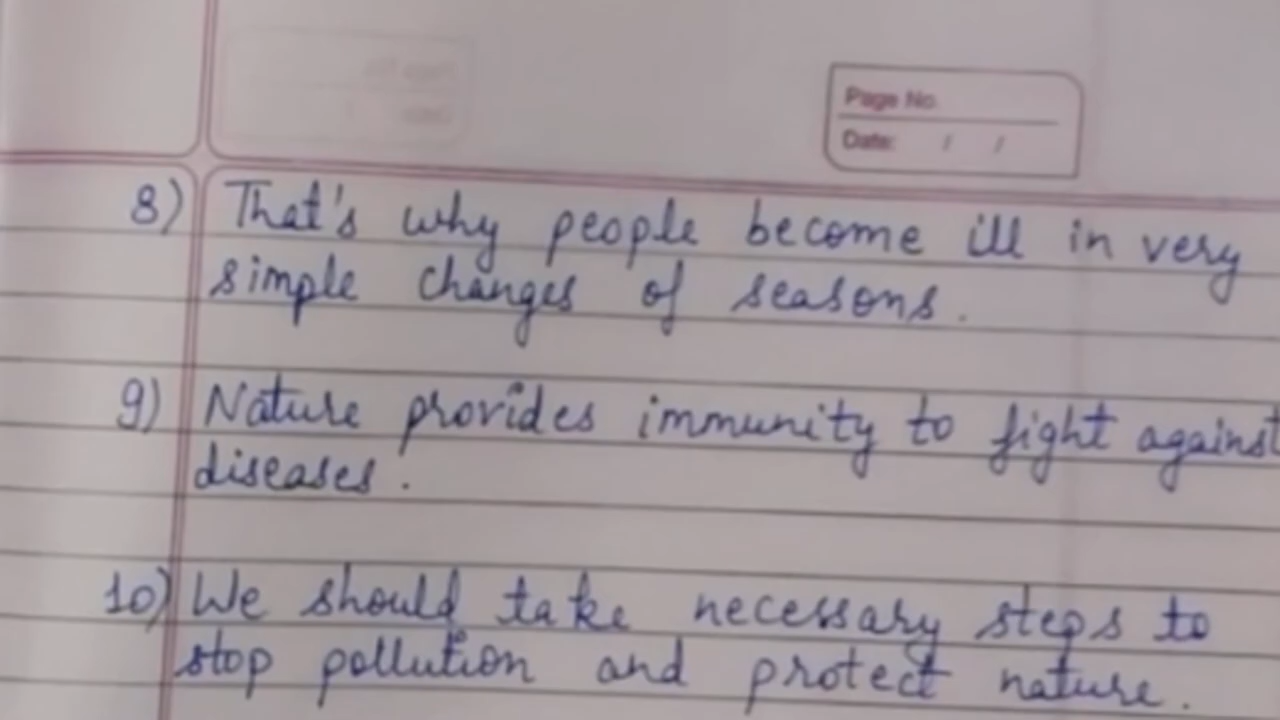 Page No.
Date: / /
8) That's why people become ill in very
simple changes of seasons.
9) Nature provides immunity to fight against
diseases.
10) We should take necessary steps to
stop pollution and protect nature.